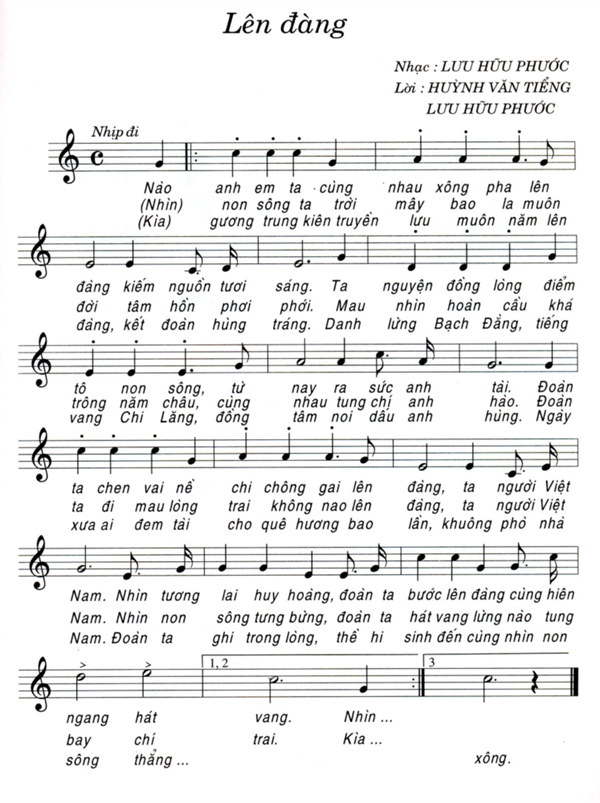 Lên đàng
Nhạc : LƯU HỮU PHƯỚC
Lời : HUỲNH VĂN TIỂNG
LƯU HỮU PHƯỚC
Nhịp đi
Nào anh em ta cùng nhau xông pha lên
(Nhìn) non sông ta trời mây bao la muôn
(Kìa) gương trung kiên truyền lưu muôn năm lên
đàng kiếm nguồn tươi sáng. Ta nguyện đồng lòng điểm
đời tâm hồn phơi phới. Mau nhìn hoàn cầu khá
đàng, kết đoàn hùng tráng. Danh lừng Bạch Đằng, tiếng
tô non sông, từ nay ra sức anh tài. Đoàn
trông năm châu, cùng nhau tung chí anh hào. Đoàn
vang Chi Lăng, đồng tâm noi dấu anh hùng. Ngày
ta chen vai nề chi chông gai lên đàng, ta người Việt
ta đi mau lòng trai không nao lên đàng, ta người Việt
xưa ai đem tài cho quê hương bao lần, khuông phò nhà
Nam. Nhìn tương lai huy hoàng, đoàn ta bước lên đàng cùng hiên
Nam. Nhìn non sông tưng bừng, đoàn ta hát vang lừng nào tung
Nam. Đoàn ta ghi trong lòng, thề hi sinh đến cùng nhìn non
1, 2
3
ngang hát vang. Nhìn ...
bay chí trai. Kìa ...
sông thẳng ... xông.